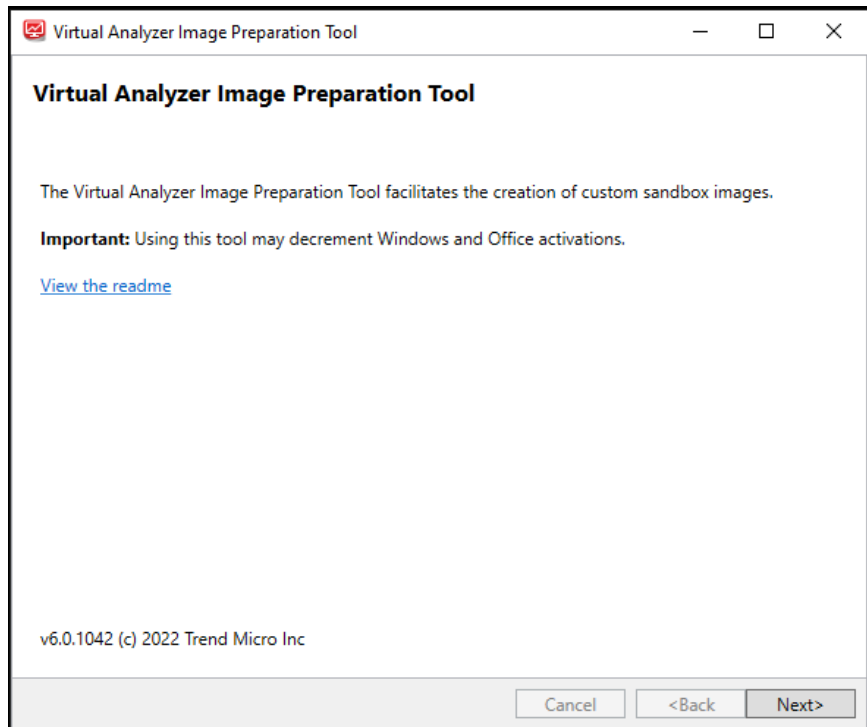 Virtual Analyzer Image Preparation Tool
Virtual Analyzer Image Preparation Tool
The Virtual Analyzer Image Preparation Tool facilitates the creation of custom sandbox images.
Important: Using this tool may decrement Windows and Office activations.
View the readme
v6.0.1042 (c) 2022 Trend Micro Inc
Cancel <Back Next>